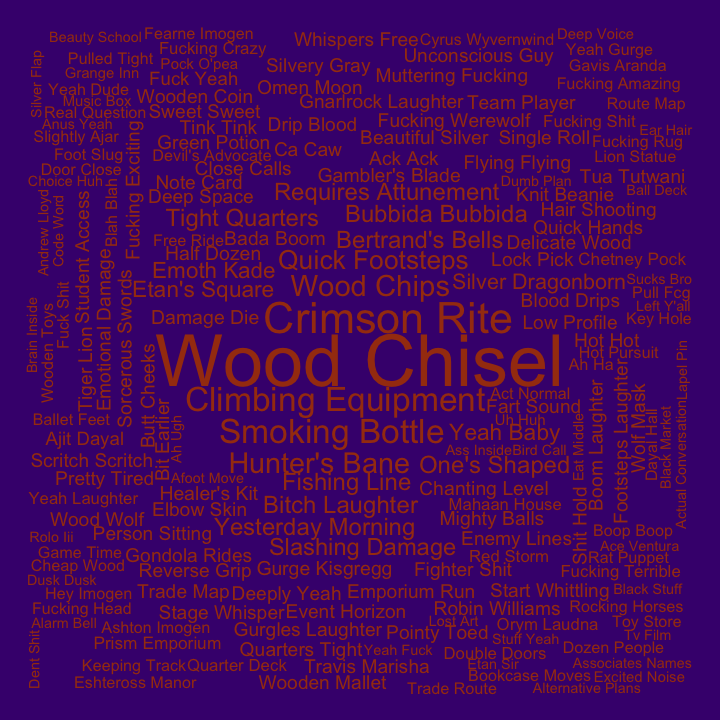 Beauty School
Fearne Imogen
Whispers Free
Cyrus Wyvernwind
Deep Voice
Fucking Crazy
Unconscious Guy
Yeah Gurge
Pulled Tight
Pock O'pea
Silvery Gray
Gavis Aranda
Grange Inn
Fuck Yeah
Muttering Fucking
Fucking Amazing
Silver Flap
Yeah Dude
Wooden Coin
Omen Moon
Music Box
Gnarlrock Laughter
Team Player
Route Map
Real Question
Sweet Sweet
Anus Yeah
Tink Tink
Drip Blood
Fucking Werewolf
Fucking Shit
Ear Hair
Slightly Ajar
Green Potion
Ca Caw
Beautiful Silver
Single Roll
Fucking Rug
Foot Slug
Devil's Advocate
Ack Ack
Flying Flying
Lion Statue
Door Close
Close Calls
Gambler's Blade
Dumb Plan
Tua Tutwani
Choice Huh
Note Card
Requires Attunement
Knit Beanie
Ball Deck
Deep Space
Fucking Exciting
Tight Quarters
Bubbida Bubbida
Hair Shooting
Andrew Lloyd
Code Word
Student Access
Blah Blah
Quick Hands
Free Ride
Bada Boom
Bertrand's Bells
Delicate Wood
Half Dozen
Quick Footsteps
Lock Pick
Chetney Pock
Emoth Kade
Wood Chips
Silver Dragonborn
Sucks Bro
Etan's Square
Blood Drips
Pull Fcg
Left Y'all
Damage Die
Crimson Rite
Low Profile
Key Hole
Brain Inside
Wooden Toys
Fuck Shit
Tiger Lion
Emotional Damage
Sorcerous Swords
Wood Chisel
Hot Hot
Hot Pursuit
Ah Ha
Lapel Pin
Butt Cheeks
Climbing Equipment
Act Normal
Fart Sound
Ballet Feet
Uh Huh
Smoking Bottle
Yeah Baby
Ajit Dayal
Bit Earlier
Ah Ugh
Ass Inside
Bird Call
Eat Middle
Boom Laughter
Footsteps Laughter
Wolf Mask
Dayal Hall
Black Market
Actual Conversation
Scritch Scritch
Hunter's Bane
One's Shaped
Pretty Tired
Afoot Move
Fishing Line
Chanting Level
Yeah Laughter
Healer's Kit
Elbow Skin
Bitch Laughter
Mahaan House
Wood Wolf
Mighty Balls
Person Sitting
Yesterday Morning
Enemy Lines
Shit Hold
Boop Boop
Rolo Iii
Slashing Damage
Ace Ventura
Game Time
Gondola Rides
Red Storm
Rat Puppet
Cheap Wood
Reverse Grip
Gurge Kisgregg
Fighter Shit
Fucking Terrible
Dusk Dusk
Hey Imogen
Trade Map
Deeply Yeah
Emporium Run
Start Whittling
Black Stuff
Fucking Head
Stage Whisper
Event Horizon
Robin Williams
Rocking Horses
Alarm Bell
Ashton Imogen
Gurgles Laughter
Pointy Toed
Lost Art
Orym Laudna
Toy Store
Dent Shit
Prism Emporium
Quarters Tight
Yeah Fuck
Stuff Yeah
Tv Film
Double Doors
Dozen People
Keeping Track
Quarter Deck
Travis Marisha
Etan Sir
Associates Names
Eshteross Manor
Wooden Mallet
Bookcase Moves
Excited Noise
Trade Route
Alternative Plans